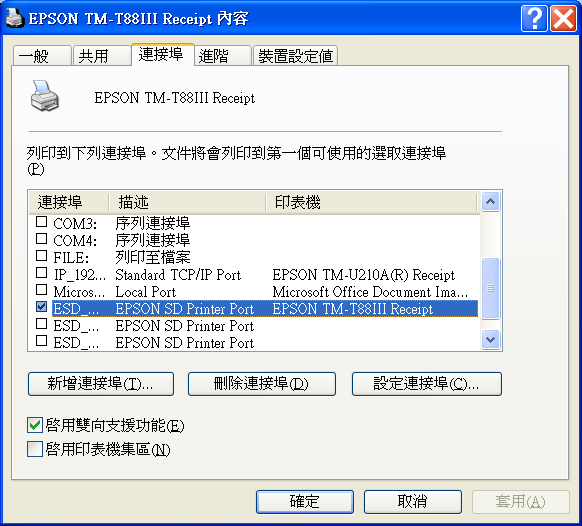 EPSON TM-T88III Receipt 內容
一般 共用 連接埠 進階 裝置設定值
EPSON TM-T88III Receipt
列印到下列連接埠。文件將會列印到第一個可使用的選取連接埠
(P)
連接埠 描述 印表機
COM3: 序列連接埠
COM4: 序列連接埠
FILE: 列印至檔案
IP_192... Standard TCP/IP Port EPSON TM-U210A(R) Receipt
Micros... Local Port Microsoft Office Document Ima...
ESD_... EPSON SD Printer Port EPSON TM-T88III Receipt
ESD_... EPSON SD Printer Port
ESD_... EPSON SD Printer Port
新增連接埠(T)... 刪除連接埠(D) 設定連接埠(C)...
啓用雙向支援功能(E)
啓用印表機集區(N)
確定 取消 套用(A)